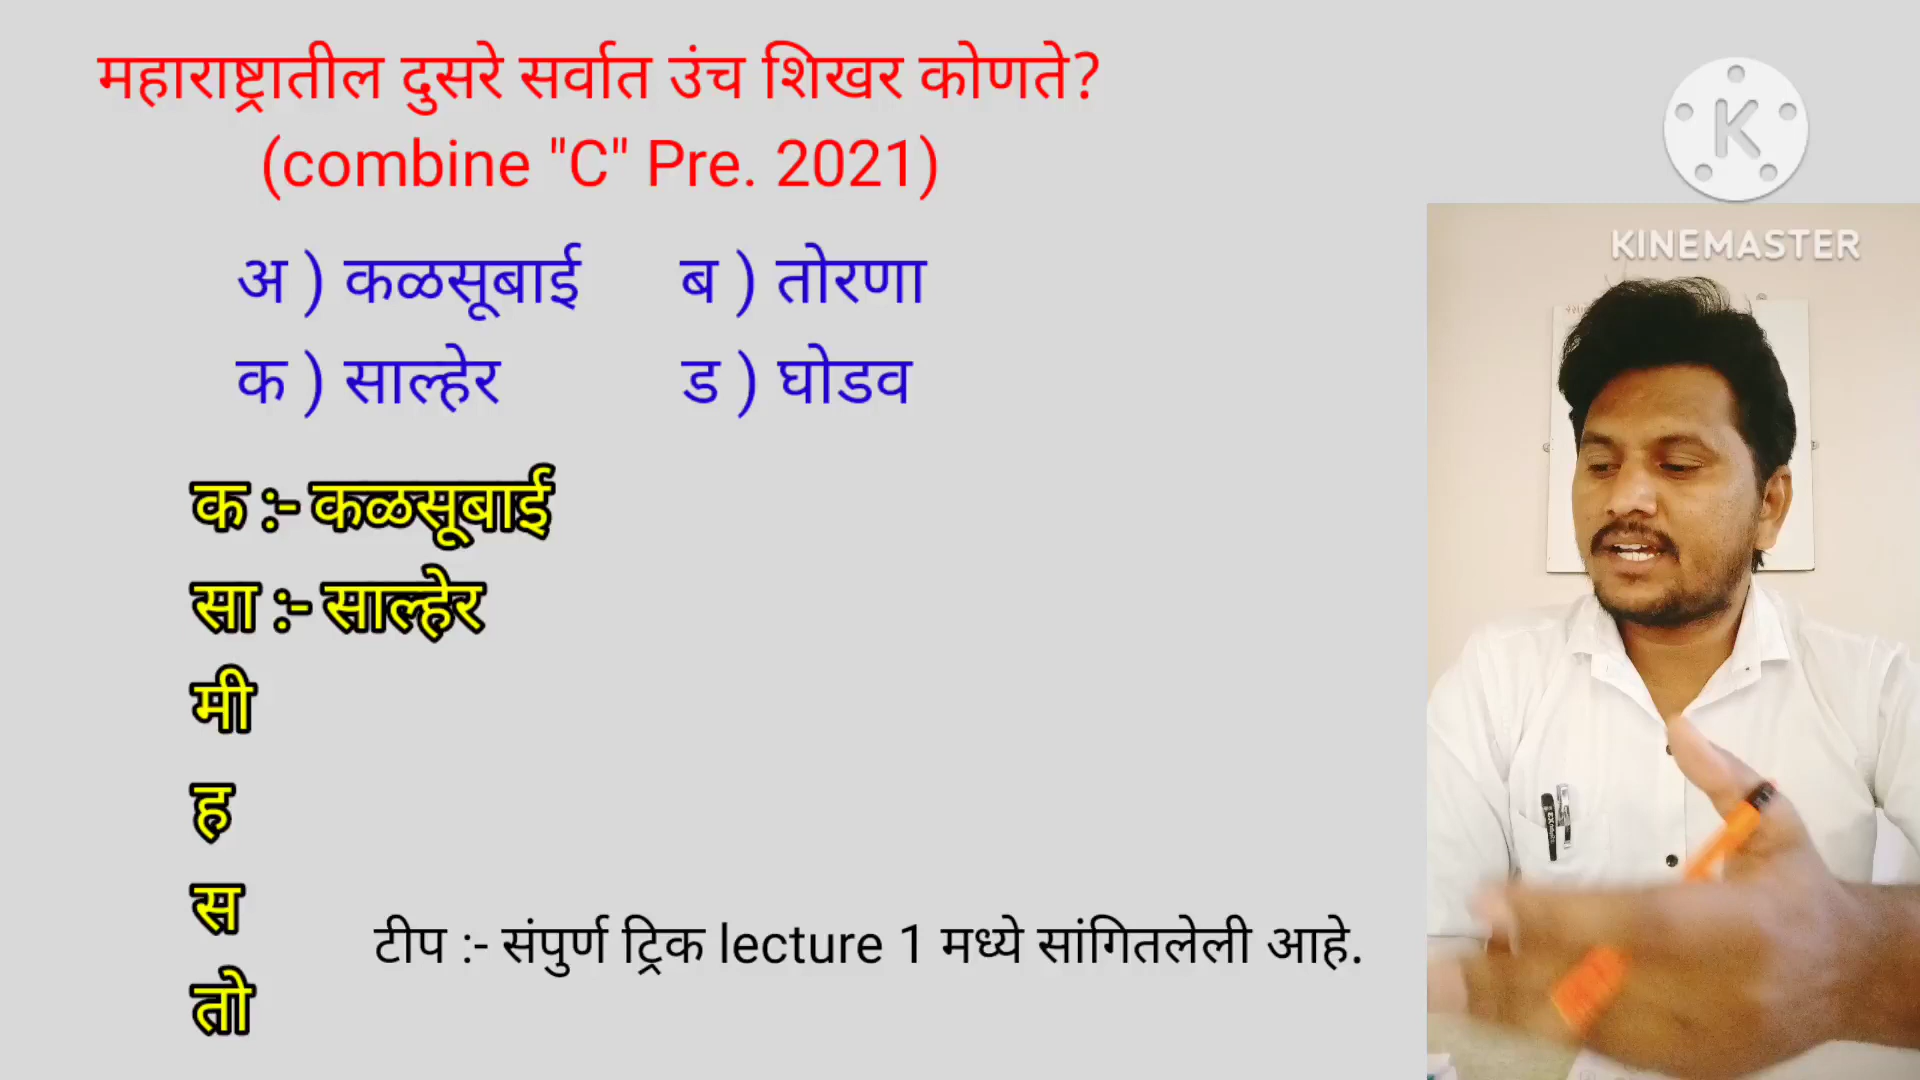 महाराष्ट्रातील दुसरे सर्वात उंच शिखर कोणते?
(combine "C" Pre. 2021)
अ ) कळसूबाई ब ) तोरणा
क ) साल्हेर ड ) घोडव
क :- कळसूबाई
सा :- साल्हेर
मी
ह
स
तो
टीप :- संपुर्ण ट्रिक lecture 1 मध्ये सांगितलेली आहे.
K
KINEMASTER